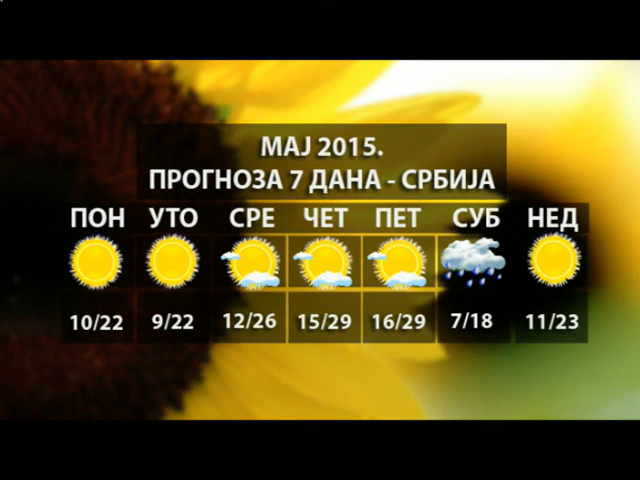 МАЈ 2015.
ПРОГНОЗА 7 ДАНА - СРБИЈА
ПОН УТО СРЕ ЧЕТ ПЕТ СУБ НЕД
10/22 9/22 12/26 15/29 16/29 7/18 11/23